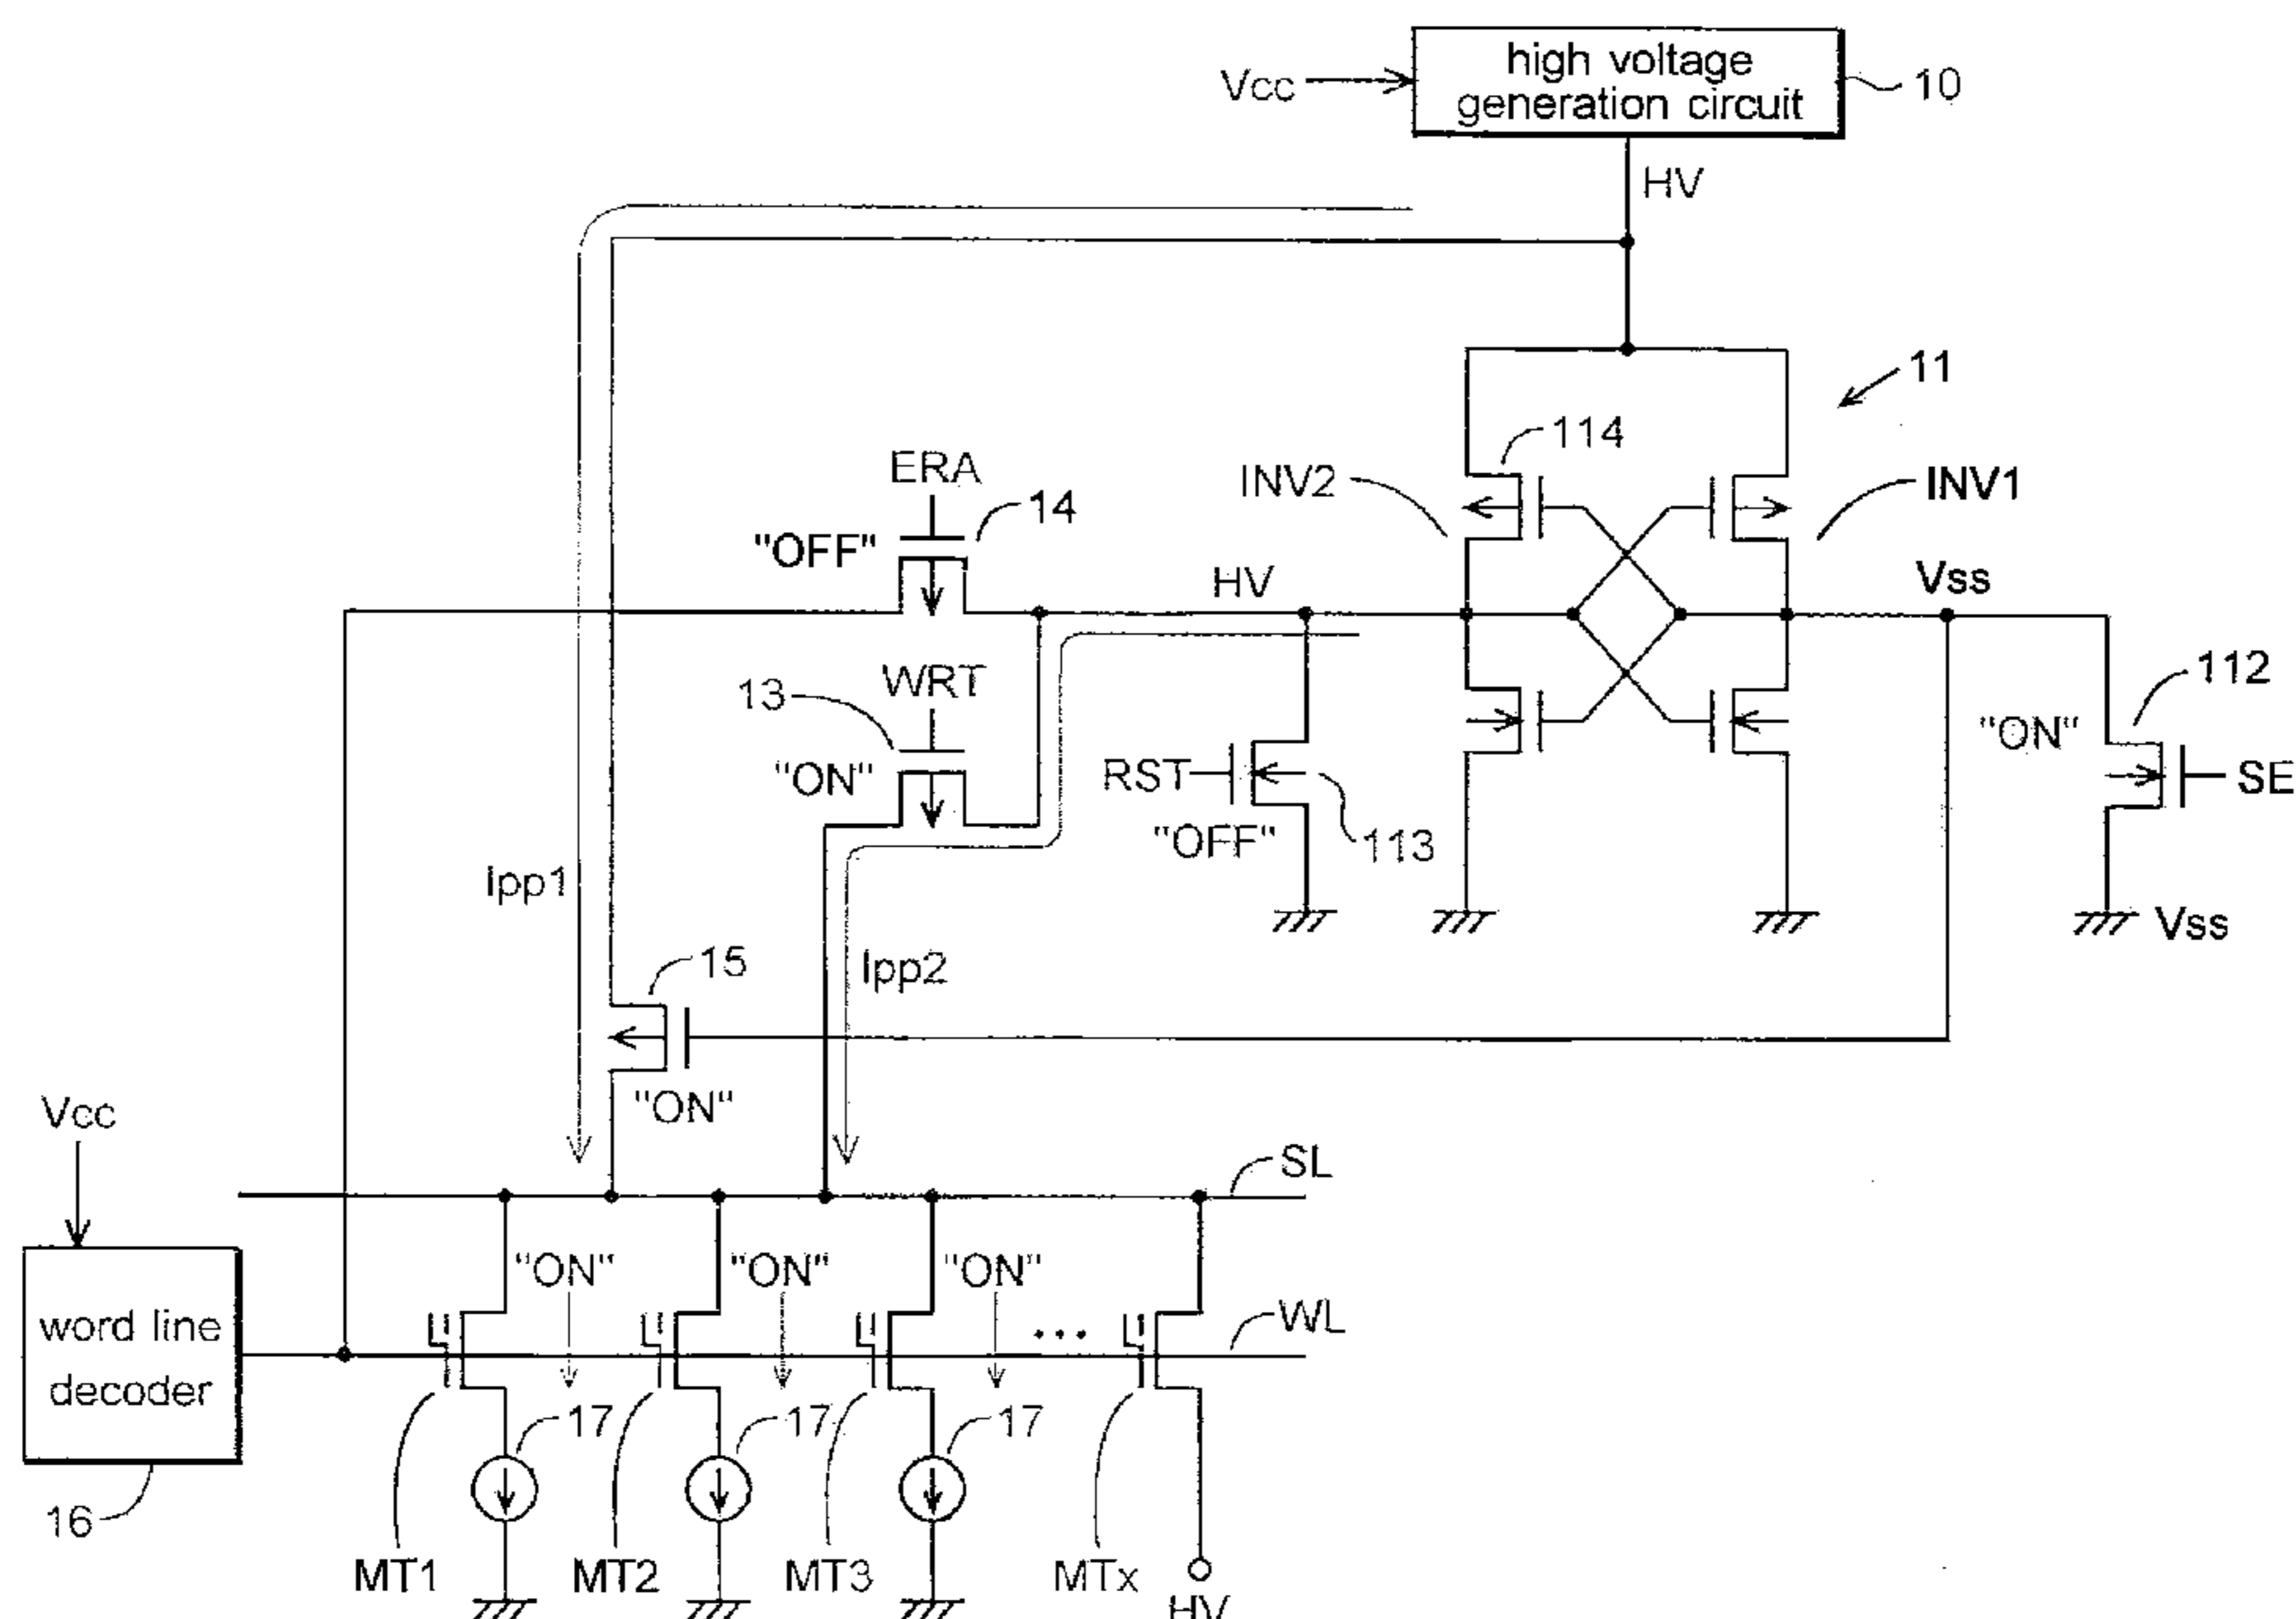 high voltage
generation circuit
Vcc
10
HV
11
114
ERA
INV2
INV1
14
"OFF"
HV
Vss
WRT
112
13
"ON"
"ON"
RST
SE
"OFF"
113
Ipp1
Vss
15
Ipp2
"ON"
Vcc
SL
"ON"
"ON"
"ON"
word line
decoder
...
WL
17
17
17
16
MT1
MT2
MT3
MTx
HV